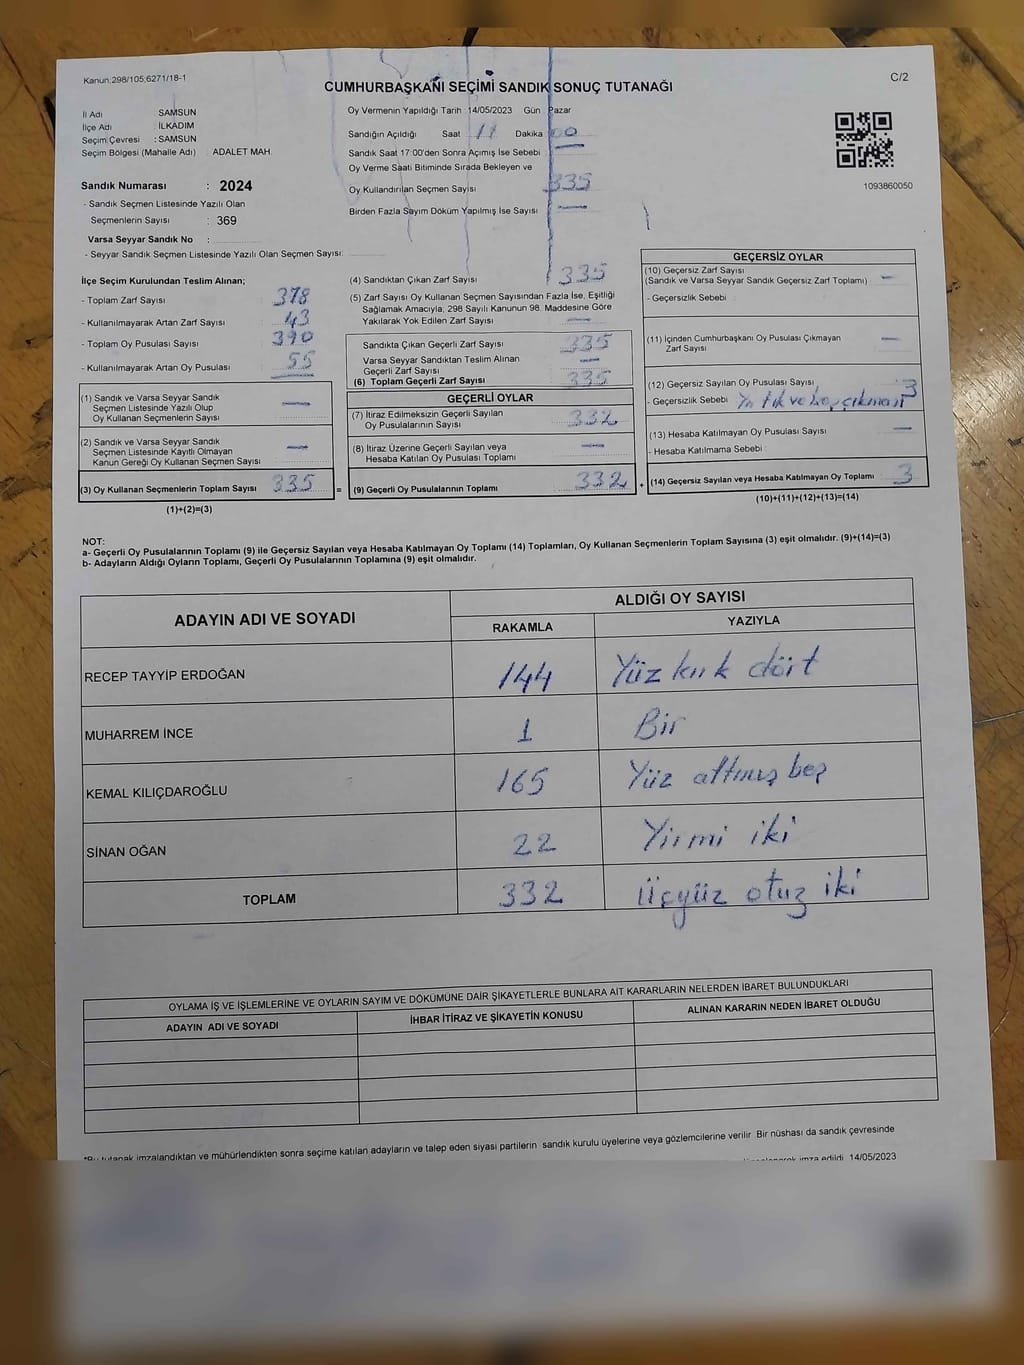 Kanun:298/105;6271/18-1
C/2
CUMHURBAŞKANI SEÇİMİ SANDIK SONUÇ TUTANAĞI
İl Adı SAMSUN
İlçe Adı İLKADIM
Seçim Çevresi : SAMSUN
Seçim Bölgesi (Mahalle Adı) ADALET MAH.
Sandık Numarası : 2024
- Sandık Seçmen Listesinde Yazılı Olan
Seçmenlerin Sayısı : 369
Varsa Seyyar Sandık No :
- Seyyar Sandık Seçmen Listesinde Yazılı Olan Seçmen Sayısı:
Oy Vermenin Yapıldığı Tarih : 14/05/2023 Gün Pazar
Sandığın Açıldığı Saat 17 Dakika 00
Sandık Saat 17:00'den Sonra Açımış İse Sebebi —
Oy Verme Saati Bitiminde Sırada Bekleyen ve
Oy Kullandırılan Seçmen Sayısı 335
Birden Fazla Sayım Döküm Yapılmış İse Sayısı —
1093860050
İlçe Seçim Kurulundan Teslim Alınan;
- Toplam Zarf Sayısı : 378
- Kullanılmayarak Artan Zarf Sayısı : 43
- Toplam Oy Pusulası Sayısı : 390
- Kullanılmayarak Artan Oy Pusulası : 55
(1) Sandık ve Varsa Seyyar Sandık
Seçmen Listesinde Yazılı Olup
Oy Kullanan Seçmenlerin Sayısı —
(2) Sandık ve Varsa Seyyar Sandık
Seçmen Listesinde Kayıtlı Olmayan
Kanun Gereği Oy Kullanan Seçmen Sayısı —
(3) Oy Kullanan Seçmenlerin Toplam Sayısı 335 =
(1)+(2)=(3)
(4) Sandıktan Çıkan Zarf Sayısı 335
(5) Zarf Sayısı Oy Kullanan Seçmen Sayısından Fazla İse, Eşitliği
Sağlamak Amacıyla; 298 Sayılı Kanunun 98. Maddesine Göre
Yakılarak Yok Edilen Zarf Sayısı —
Sandıkta Çıkan Geçerli Zarf Sayısı 335
Varsa Seyyar Sandıktan Teslim Alınan
Geçerli Zarf Sayısı —
(6) Toplam Geçerli Zarf Sayısı 335
GEÇERLİ OYLAR
(7) İtiraz Edilmeksizin Geçerli Sayılan
Oy Pusulalarının Sayısı 332
(8) İtiraz Üzerine Geçerli Sayılan veya
Hesaba Katılan Oy Pusulası Toplamı —
(9) Geçerli Oy Pusulalarının Toplamı 332 +
GEÇERSİZ OYLAR
(10) Geçersiz Zarf Sayısı
(Sandık ve Varsa Seyyar Sandık Geçersiz Zarf Toplamı) —
- Geçersizlik Sebebi :
(11) İçinden Cumhurbaşkanı Oy Pusulası Çıkmayan
Zarf Sayısı —
(12) Geçersiz Sayılan Oy Pusulası Sayısı 3
- Geçersizlik Sebebi ve boş çıkması
(13) Hesaba Katılmayan Oy Pusulası Sayısı —
- Hesaba Katılmama Sebebi :
(14) Geçersiz Sayılan veya Hesaba Katılmayan Oy Toplamı 3
(10)+(11)+(12)+(13)=(14)
NOT:
a- Geçerli Oy Pusulalarının Toplamı (9) ile Geçersiz Sayılan veya Hesaba Katılmayan Oy Toplamı (14) Toplamları, Oy Kullanan Seçmenlerin Toplam Sayısına (3) eşit olmalıdır. (9)+(14)=(3)
b- Adayların Aldığı Oyların Toplamı, Geçerli Oy Pusulalarının Toplamına (9) eşit olmalıdır.
ADAYIN ADI VE SOYADI ALDIĞI OY SAYISI
RAKAMLA YAZIYLA
RECEP TAYYİP ERDOĞAN 144 Yüz kırk dört
MUHARREM İNCE 1 Bir
KEMAL KILIÇDAROĞLU 165 Yüz altmış beş
SİNAN OĞAN 22 Yirmi iki
TOPLAM 332 Üçyüz otuz iki
OYLAMA İŞ VE İŞLEMLERİNE VE OYLARIN SAYIM VE DÖKÜMÜNE DAİR ŞİKAYETLERLE BUNLARA AİT KARARLARIN NELERDEN İBARET BULUNDUKLARI
ADAYIN ADI VE SOYADI İHBAR İTİRAZ VE ŞİKAYETİN KONUSU ALINAN KARARIN NEDEN İBARET OLDUĞU
*Bu tutanak imzalandıktan ve mühürlendikten sonra seçime katılan adayların ve talep eden siyasi partilerin sandık kurulu üyelerine veya gözlemcilerine verilir. Bir nüshası da sandık çevresinde
imza edildi. 14/05/2023